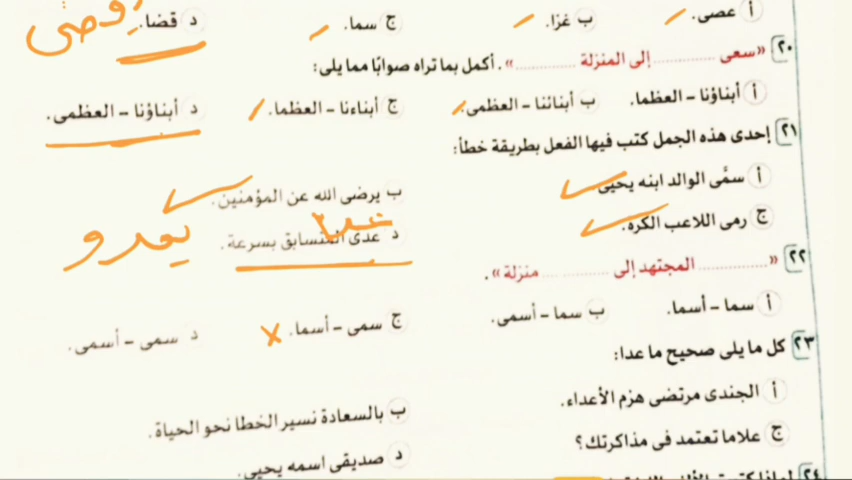 أ عصى. ب غزا. ج سما. د قضا.
٢٠ «سعى ............ إلى المنزلة ............». أكمل بما تراه صوابًا مما يلى:
أ أبناؤنا - العظما. ب أبنائنا - العظمى. ج أبناءنا - العظما. د أبناؤنا - العظمى.
٢١ إحدى هذه الجمل كتب فيها الفعل بطريقة خطأ:
أ سمَّى الوالد ابنه يحيى. ب يرضى الله عن المؤمنين.
ج رمى اللاعب الكره. د عدى المتسابق بسرعة.
يعدو
٢٢ «............ المجتهد إلى ............ منزلة».
أ سما - أسما. ب سما - أسمى. ج سمى - أسما. د سمى - أسمى.
٢٣ كل ما يلى صحيح ما عدا:
أ الجندى مرتضى هزم الأعداء. ب بالسعادة نسير الخطا نحو الحياة.
ج علاما تعتمد فى مذاكرتك؟ د صديقى اسمه يحيى.
٢٤